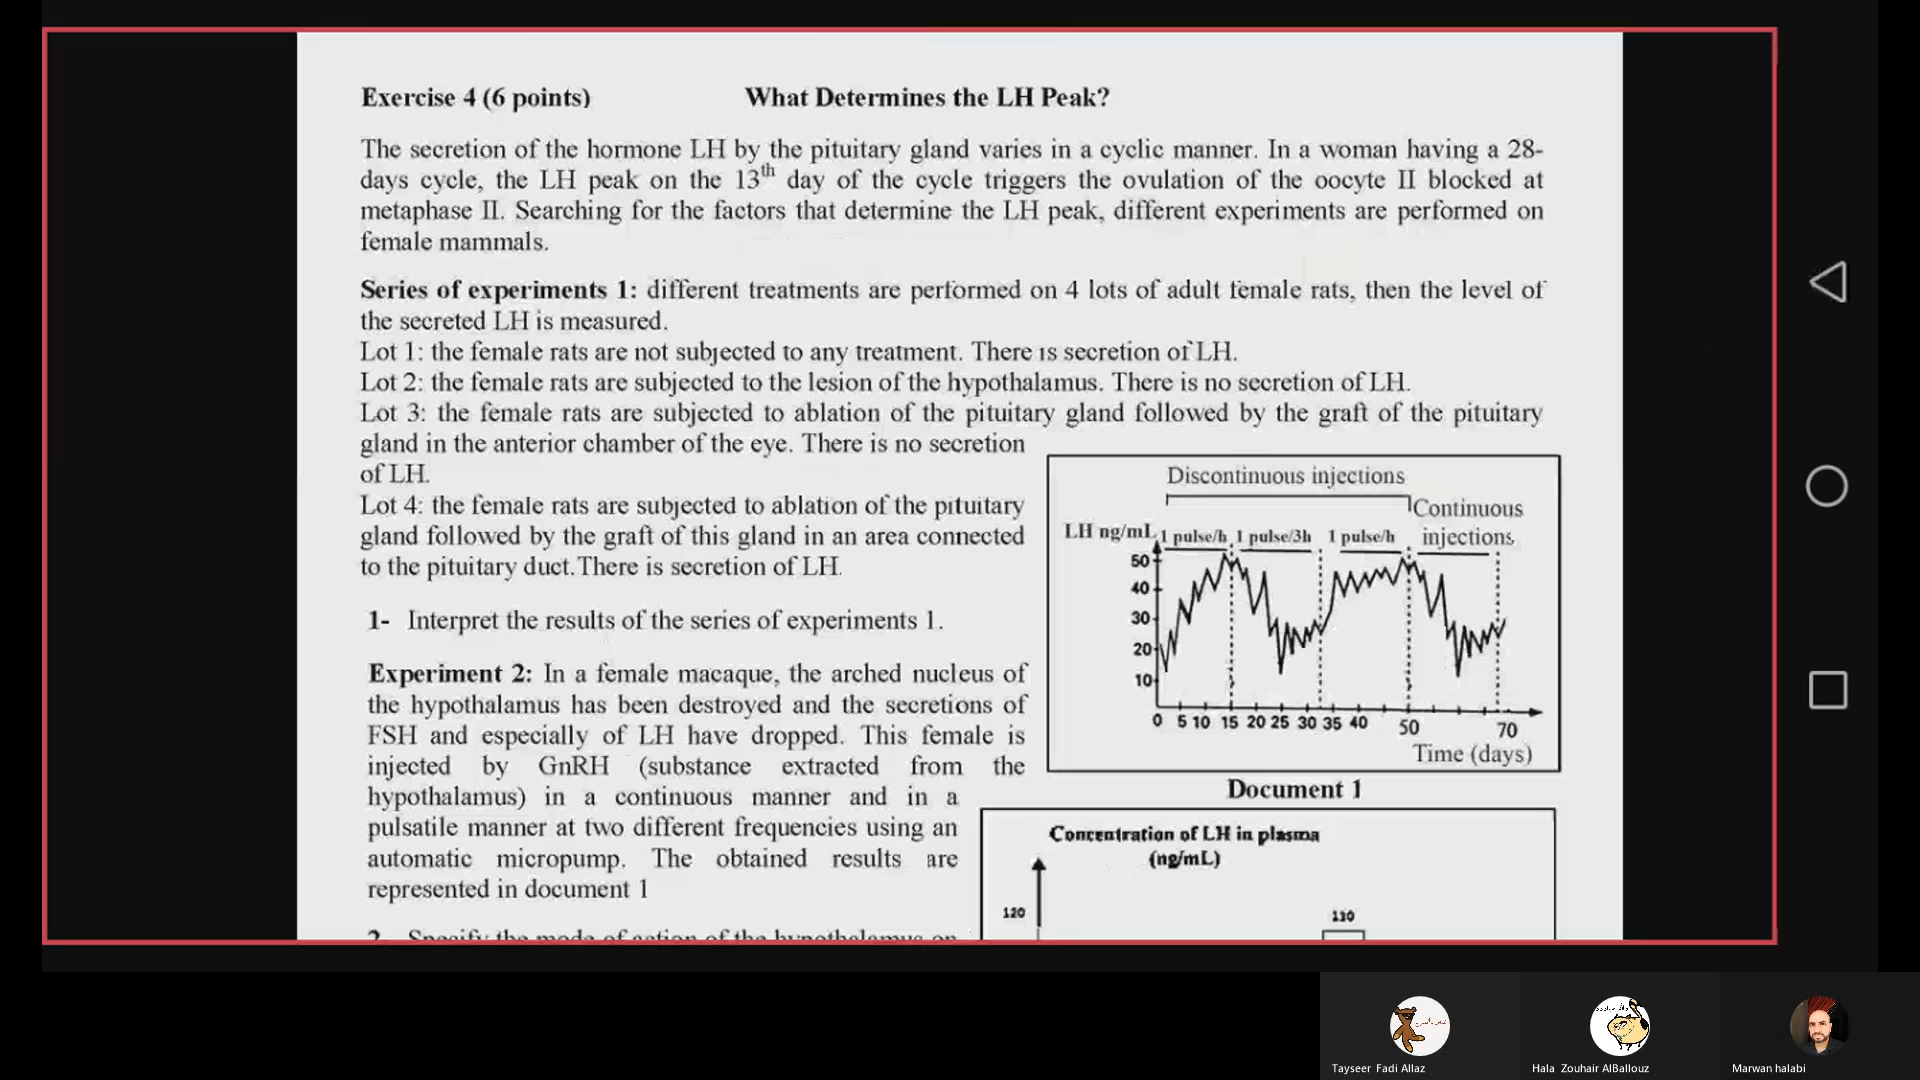 Exercise 4 (6 points) What Determines the LH Peak?
The secretion of the hormone LH by the pituitary gland varies in a cyclic manner. In a woman having a 28-
days cycle, the LH peak on the 13th day of the cycle triggers the ovulation of the oocyte II blocked at
metaphase II. Searching for the factors that determine the LH peak, different experiments are performed on
female mammals.
Series of experiments 1: different treatments are performed on 4 lots of adult female rats, then the level of
the secreted LH is measured.
Lot 1: the female rats are not subjected to any treatment. There is secretion of LH.
Lot 2: the female rats are subjected to the lesion of the hypothalamus. There is no secretion of LH.
Lot 3: the female rats are subjected to ablation of the pituitary gland followed by the graft of the pituitary
gland in the anterior chamber of the eye. There is no secretion
of LH.
Lot 4: the female rats are subjected to ablation of the pituitary
gland followed by the graft of this gland in an area connected
to the pituitary duct. There is secretion of LH.
1- Interpret the results of the series of experiments 1.
Experiment 2: In a female macaque, the arched nucleus of
the hypothalamus has been destroyed and the secretions of
FSH and especially of LH have dropped. This female is
injected by GnRH (substance extracted from the
hypothalamus) in a continuous manner and in a
pulsatile manner at two different frequencies using an
automatic micropump. The obtained results are
represented in document 1
2- Specify the mode of action of the hypothalamus on
Discontinuous injections
Continuous
injections
LH ng/mL 1 pulse/h 1 pulse/3h 1 pulse/h
50
40
30
20
10
0 5 10 15 20 25 30 35 40 50 70
Time (days)
Document 1
Concentration of LH in plasma
(ng/mL)
120
110
Tayseer Fadi Allaz
Hala Zouhair AlBallouz
Marwan halabi